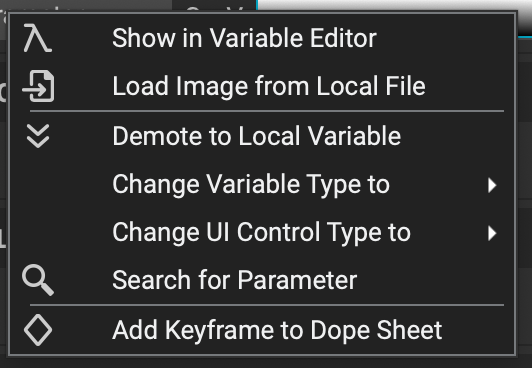 Show in Variable Editor
Load Image from Local File
Demote to Local Variable
Change Variable Type to
Change UI Control Type to
Search for Parameter
Add Keyframe to Dope Sheet